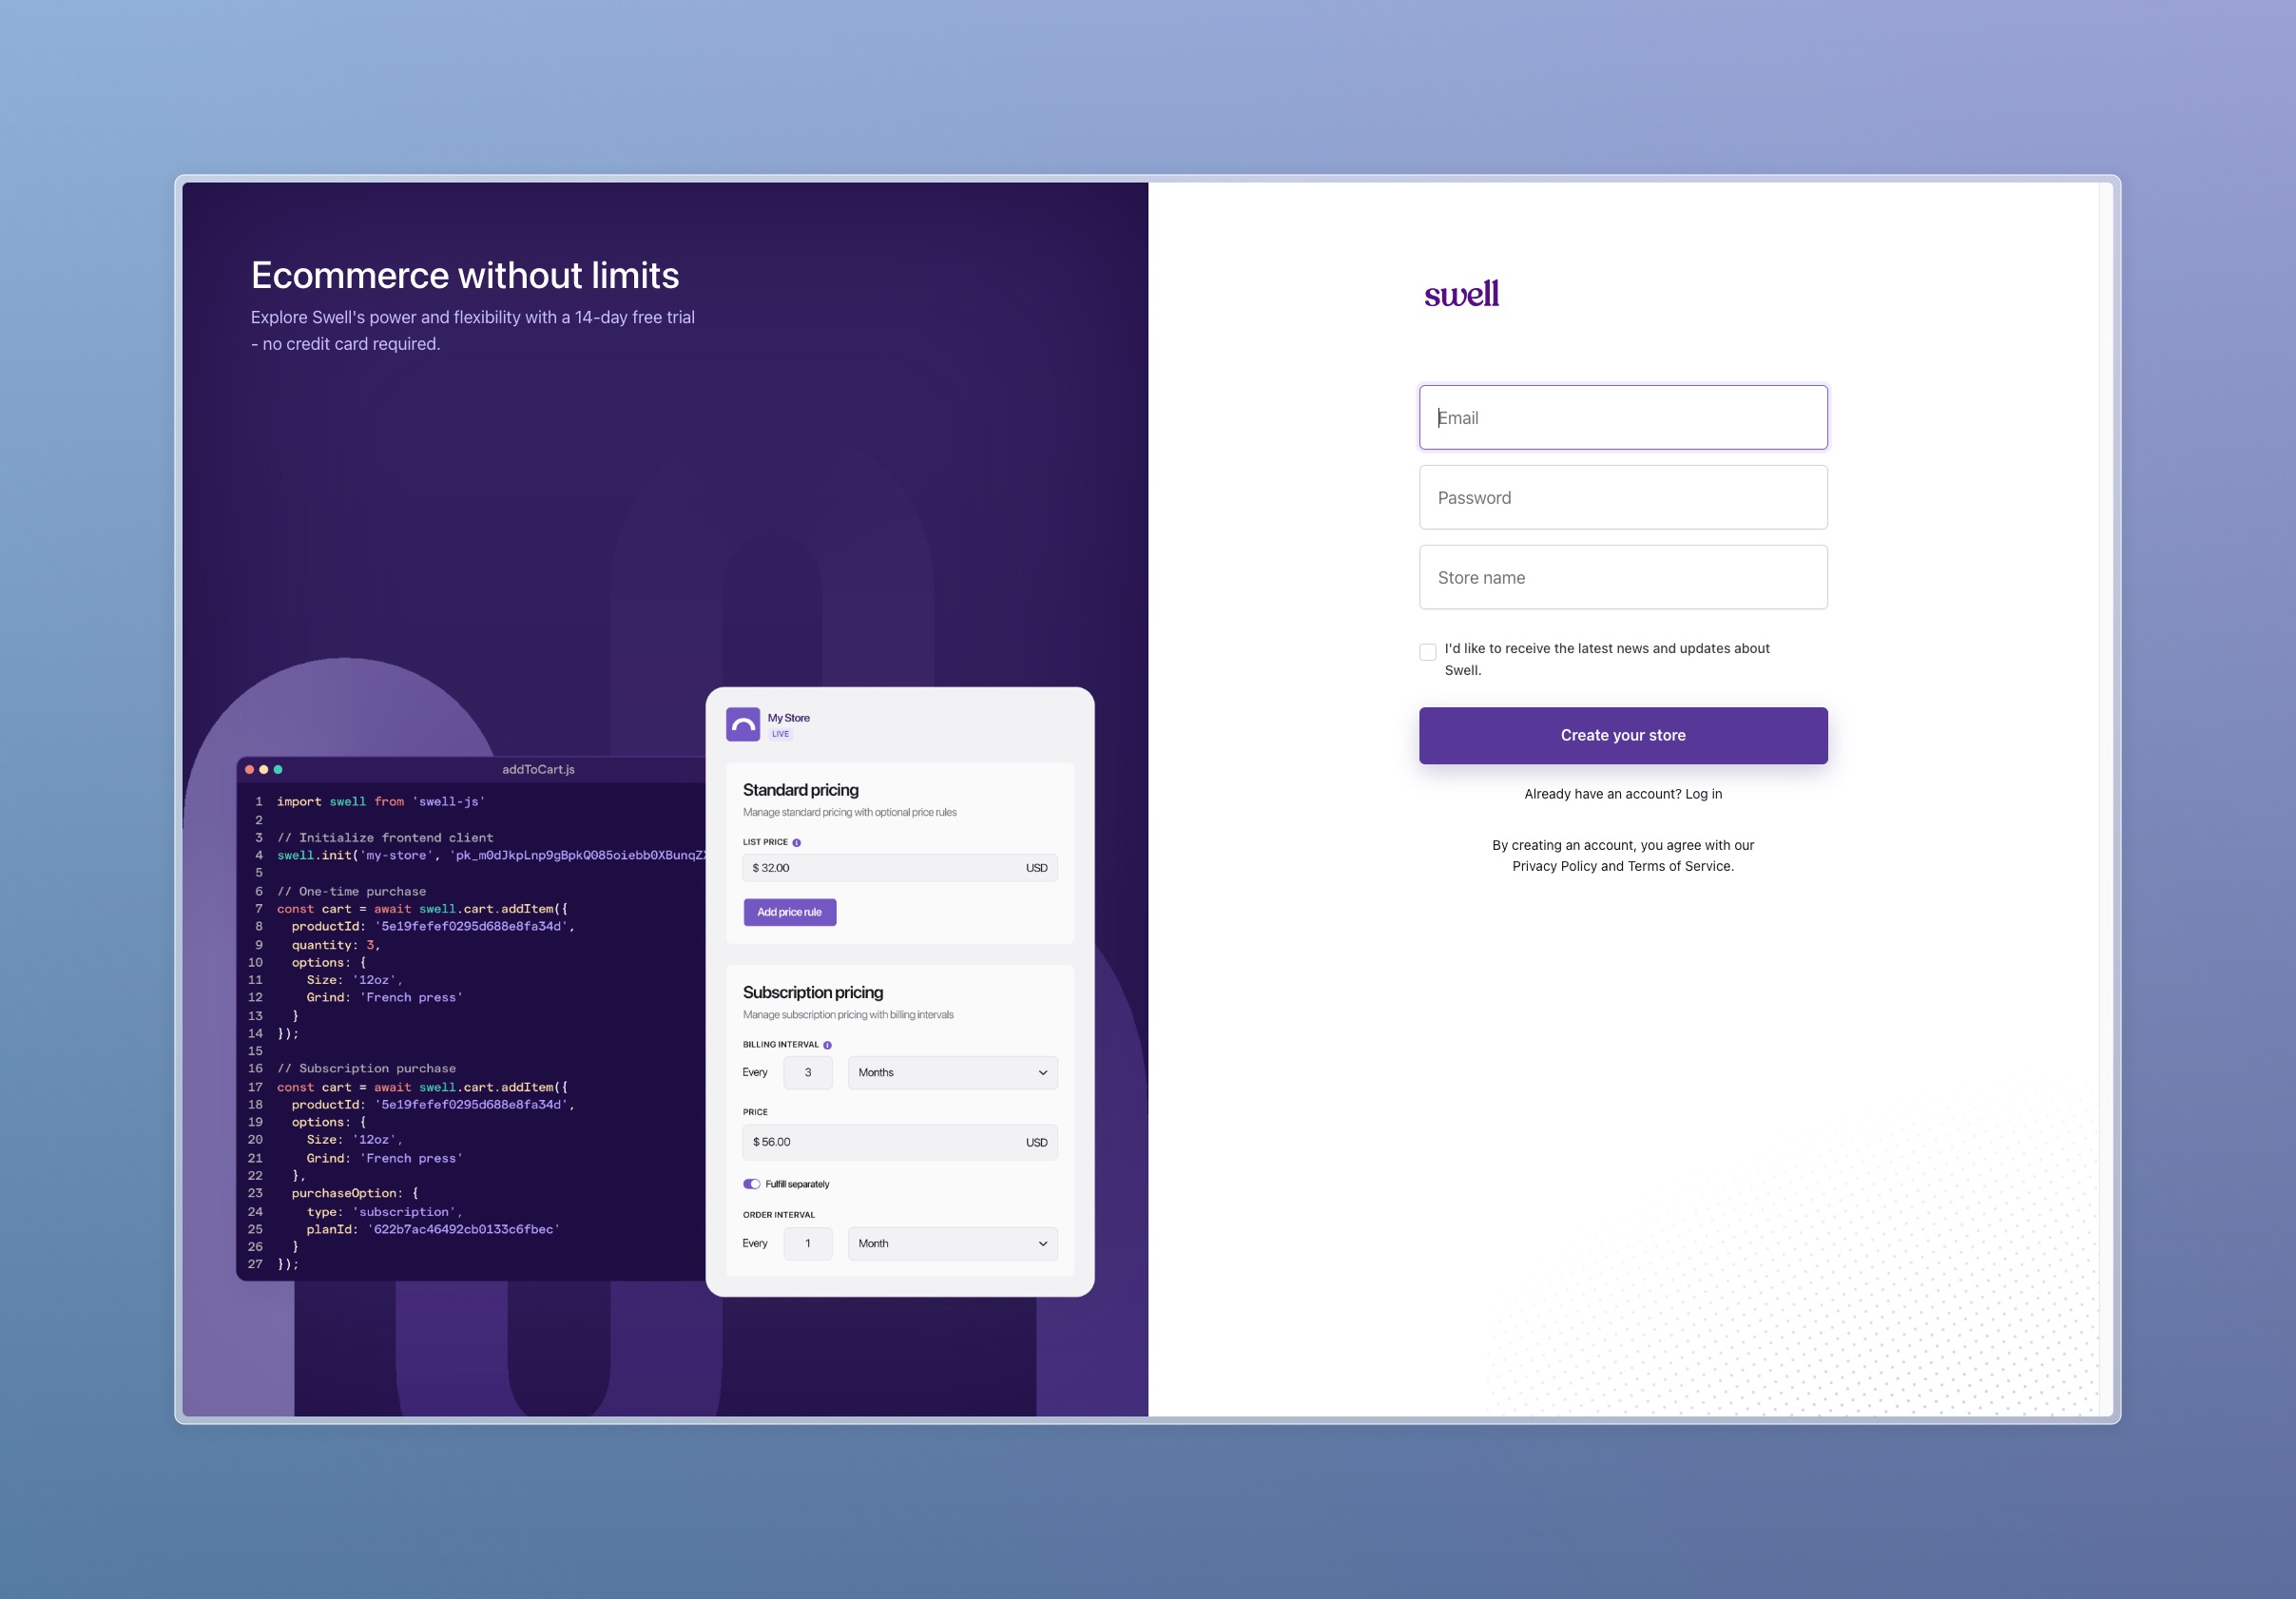 Ecommerce without limits
Explore Swell's power and flexibility with a 14-day free trial
- no credit card required.
addToCart.js
1 import swell from 'swell-js'
2
3 // Initialize frontend client
4 swell.init('my-store', 'pk_m0dJkpLnp9gBpkQ085oiebb0XBunqZ
5
6 // One-time purchase
7 const cart = await swell.cart.addItem({
8 productId: '5e19fefef0295d688e8fa34d',
9 quantity: 3,
10 options: {
11 Size: '12oz',
12 Grind: 'French press'
13 }
14 });
15
16 // Subscription purchase
17 const cart = await swell.cart.addItem({
18 productId: '5e19fefef0295d688e8fa34d',
19 options: {
20 Size: '12oz',
21 Grind: 'French press'
22 },
23 purchaseOption: {
24 type: 'subscription',
25 planId: '622b7ac46492cb0133c6fbec'
26 }
27 });
My Store
LIVE
Standard pricing
Manage standard pricing with optional price rules
LIST PRICE
$ 32.00 USD
Add price rule
Subscription pricing
Manage subscription pricing with billing intervals
BILLING INTERVAL
Every 3 Months
PRICE
$ 56.00 USD
Fulfill separately
ORDER INTERVAL
Every 1 Month
swell
Email
Password
Store name
I'd like to receive the latest news and updates about
Swell.
Create your store
Already have an account? Log in
By creating an account, you agree with our
Privacy Policy and Terms of Service.